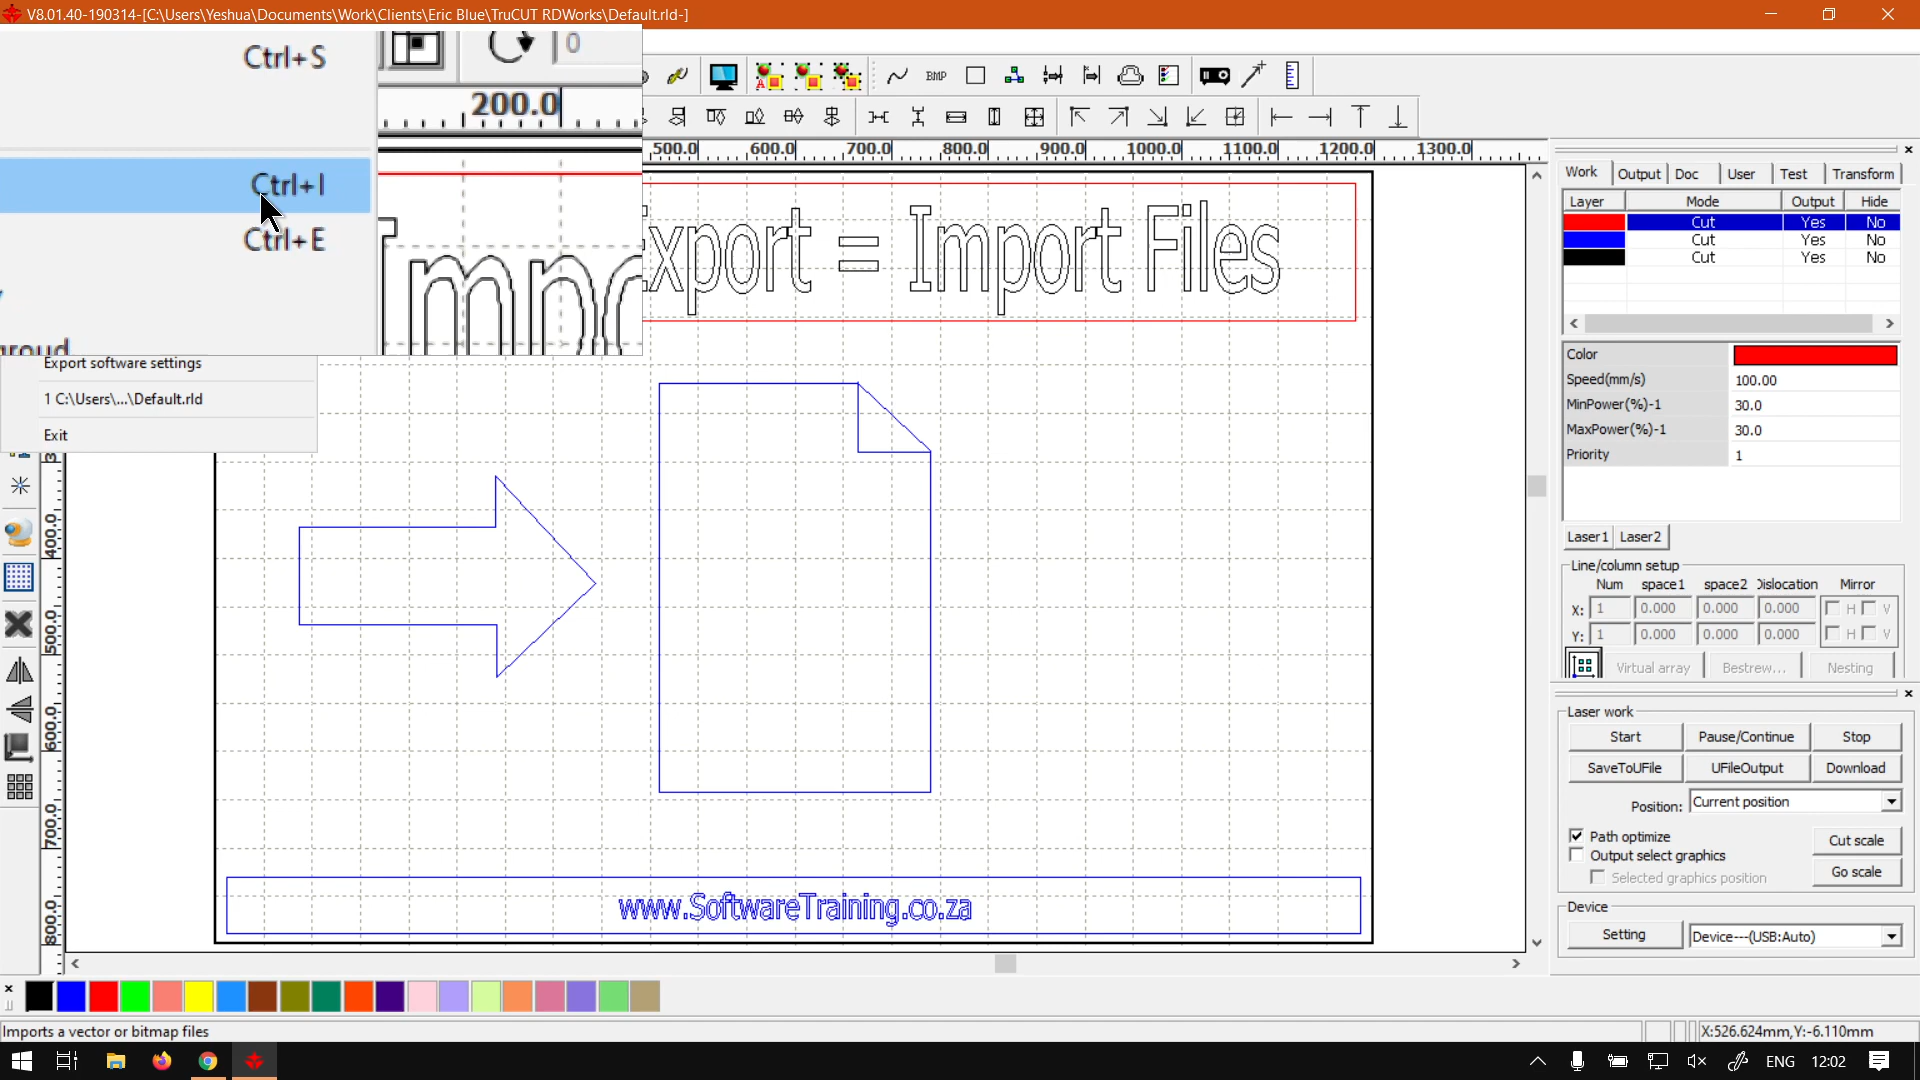 V8.01.40-190314-[C:\Users\Yeshua\Documents\Work\Clients\Eric Blue\TruCUT RDWorks\Default.rld-]
Ctrl+S
Ctrl+I
Ctrl+E
0
200.0
BMP
500.0 600.0 700.0 800.0 900.0 1000.0 1100.0 1200.0 1300.0
Export = Import Files
Export software settings
1 C:\Users\...\Default.rld
Exit
400.0
500.0
600.0
700.0
800.0
www.SoftwareTraining.co.za
Work Output Doc User Test Transform
Layer Mode Output Hide
Cut Yes No
Cut Yes No
Cut Yes No
Color
Speed(mm/s) 100.00
MinPower(%)-1 30.0
MaxPower(%)-1 30.0
Priority 1
Laser1 Laser2
Line/column setup
Num space1 space2 Dislocation Mirror
X: 1 0.000 0.000 0.000 H V
Y: 1 0.000 0.000 0.000 H V
Virtual array Bestrew... Nesting
Laser work
Start Pause/Continue Stop
SaveToUFile UFileOutput Download
Position: Current position
Path optimize
Cut scale
Output select graphics
Selected graphics position
Go scale
Device
Setting Device---(USB:Auto)
Imports a vector or bitmap files
X:526.624mm,Y:-6.110mm
ENG 12:02